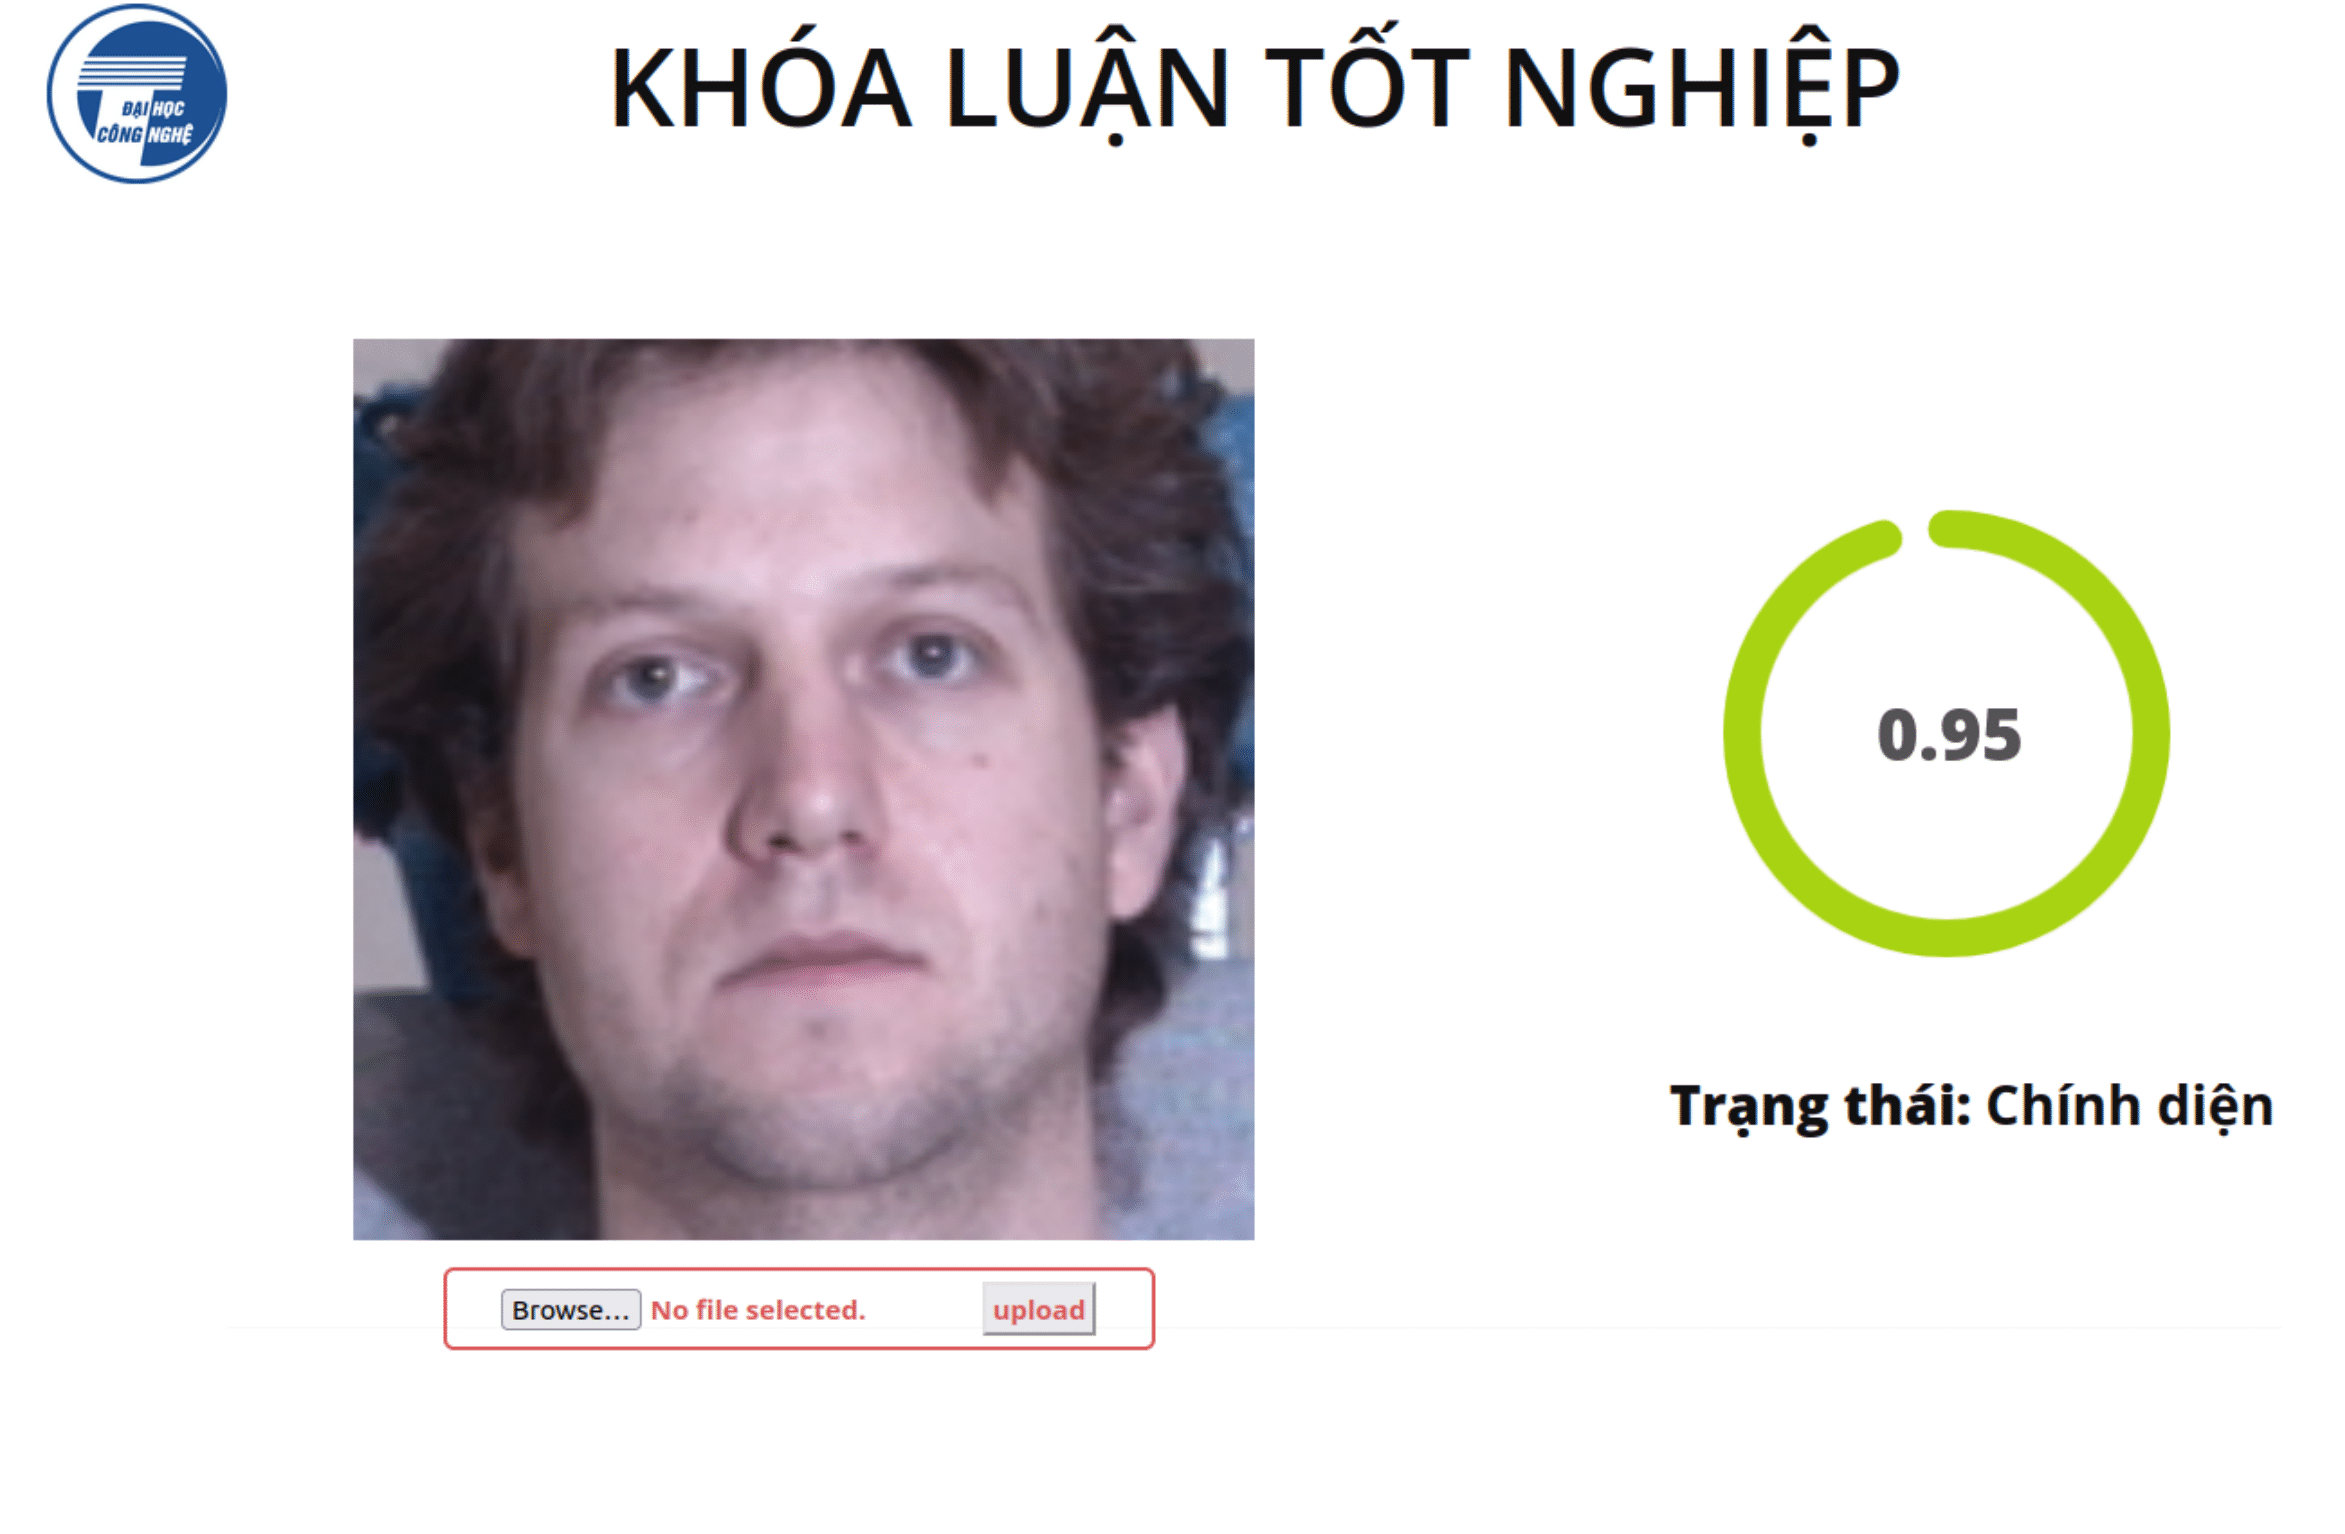 ĐẠI HỌC
CÔNG NGHỆ
KHÓA LUẬN TỐT NGHIỆP
0.95
Trạng thái: Chính diện
Browse... No file selected. upload